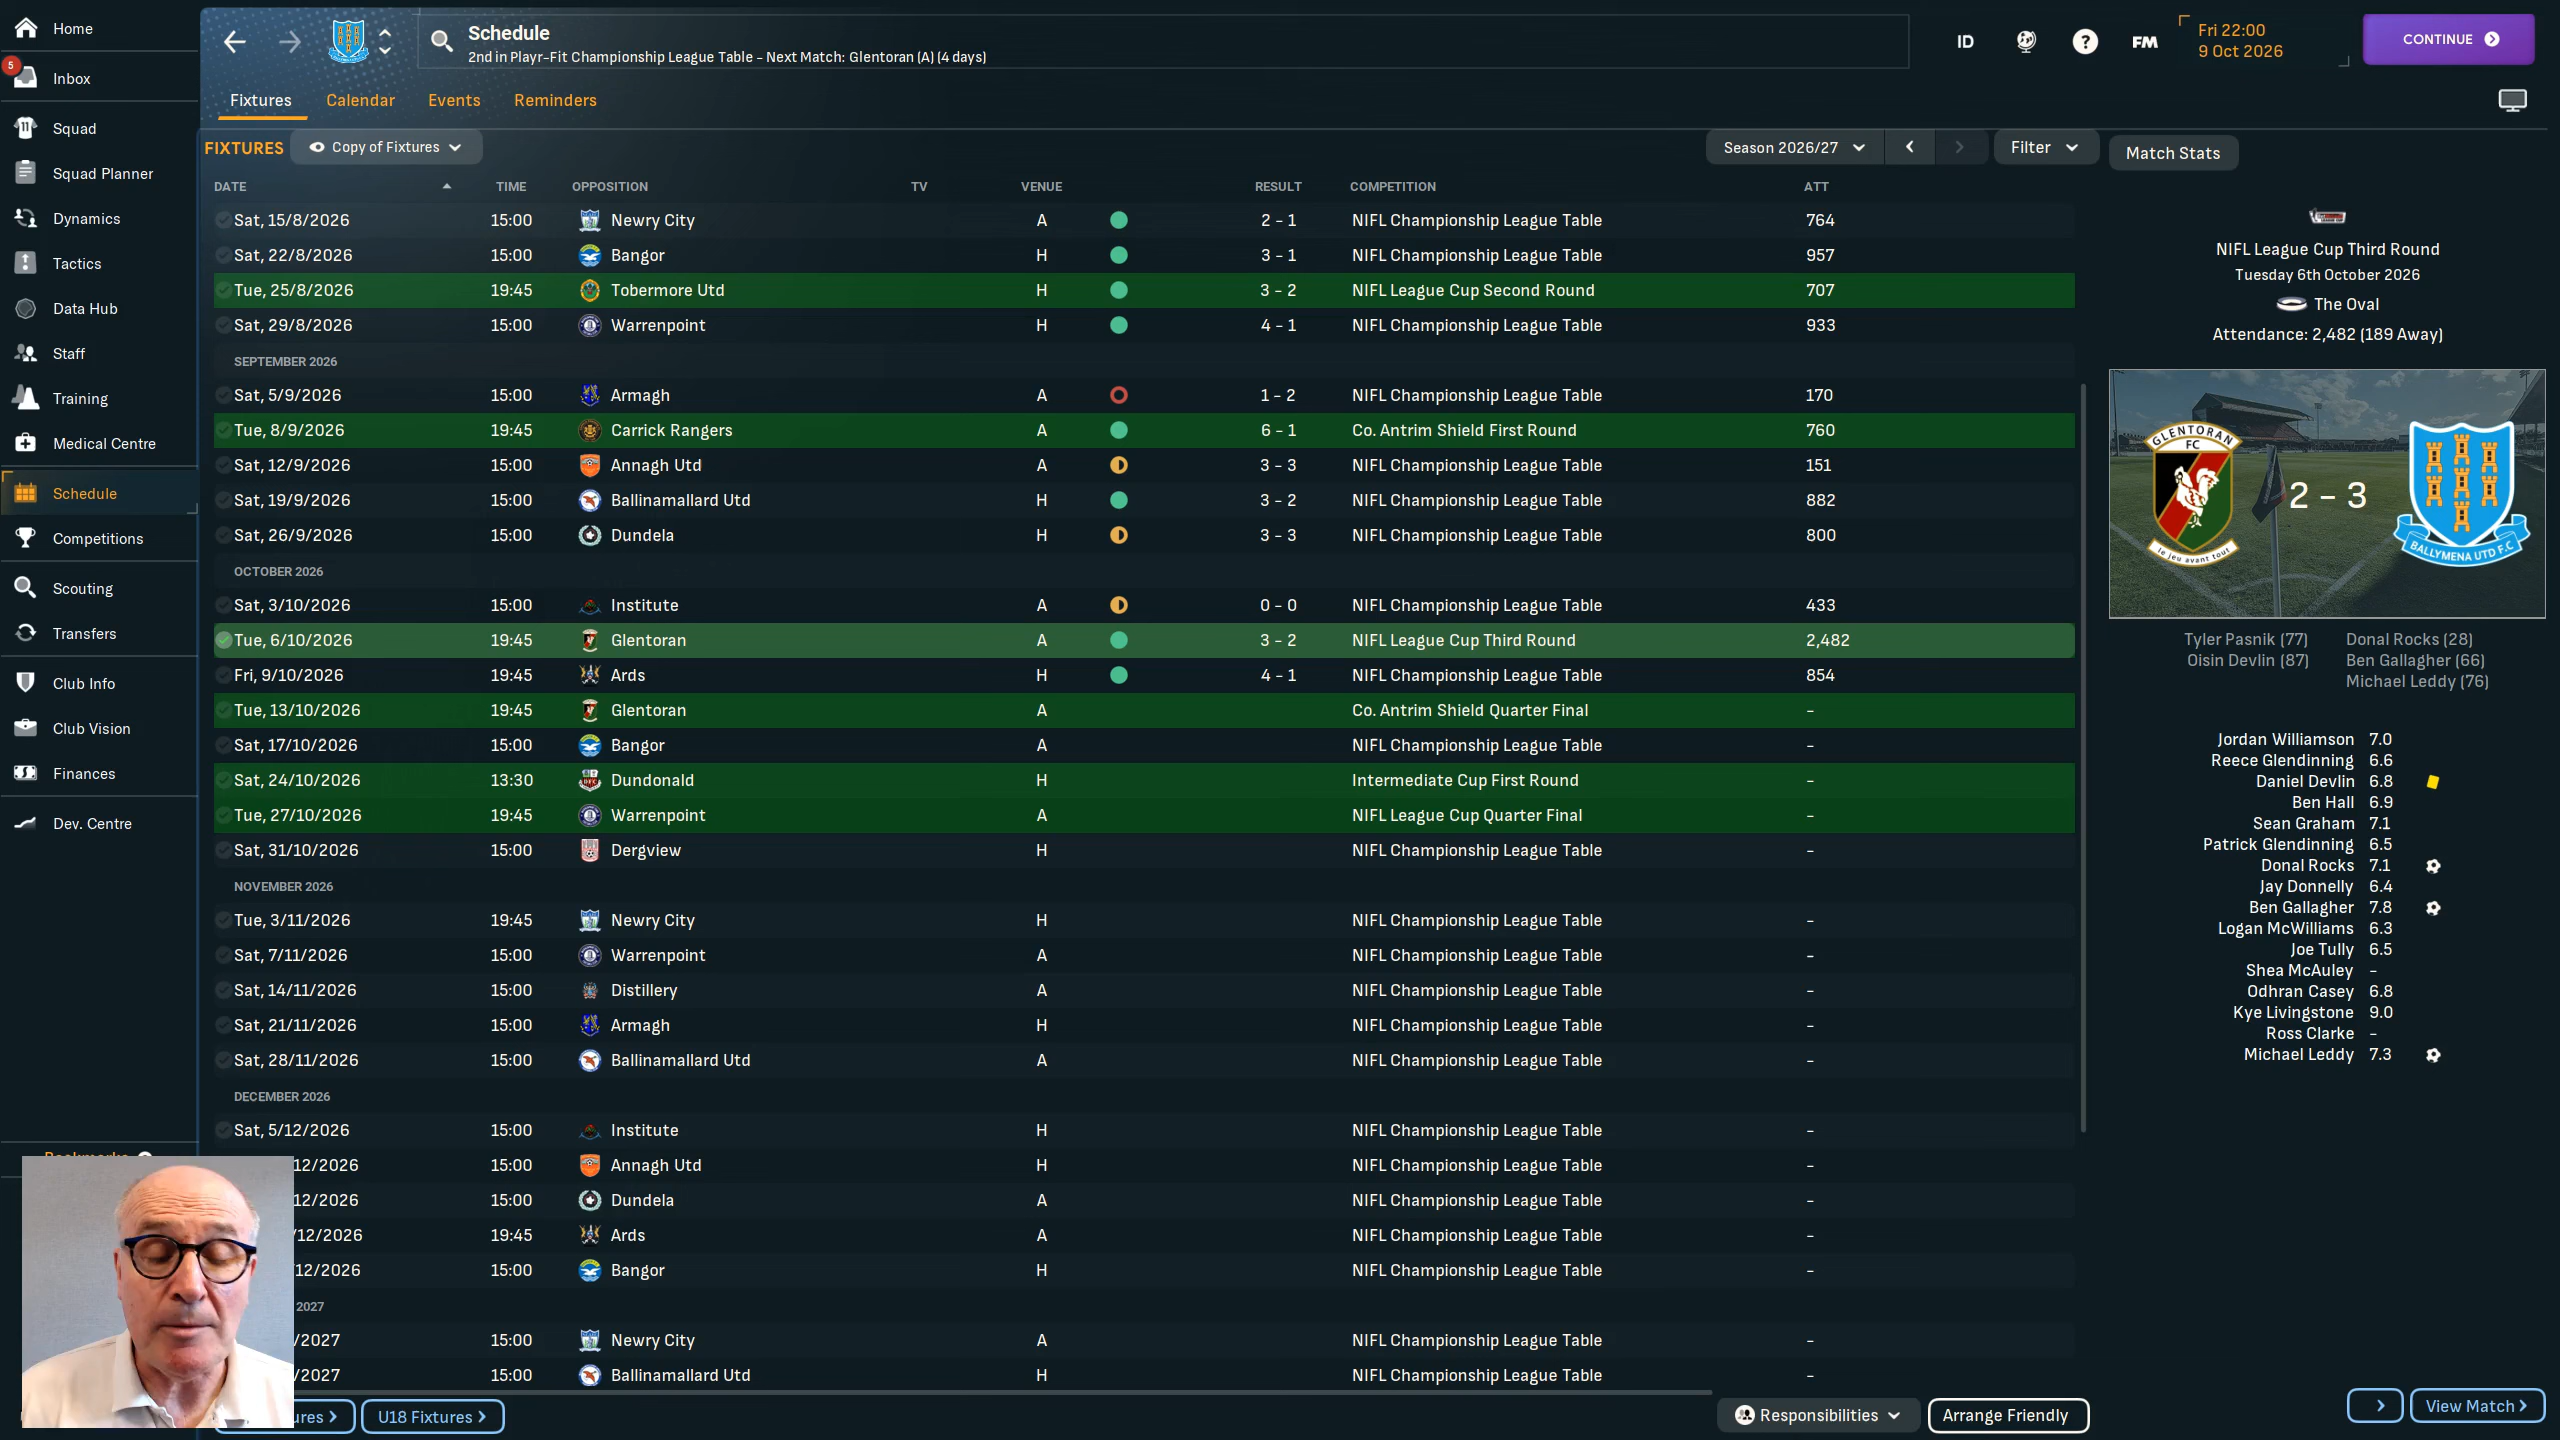 Home
5
Inbox
Squad
Squad Planner
Dynamics
Tactics
Data Hub
Staff
Training
Medical Centre
Schedule
Competitions
Scouting
Transfers
Club Info
Club Vision
Finances
Dev. Centre
Schedule
2nd in Playr-Fit Championship League Table - Next Match: Glentoran (A) (4 days)
ID
?
FM
Fri 22:00
9 Oct 2026
CONTINUE
Fixtures Calendar Events Reminders
FIXTURES Copy of Fixtures Season 2026/27 Filter Match Stats
DATE TIME OPPOSITION TV VENUE RESULT COMPETITION ATT
Sat, 15/8/2026 15:00 Newry City A 2 - 1 NIFL Championship League Table 764
Sat, 22/8/2026 15:00 Bangor H 3 - 1 NIFL Championship League Table 957
Tue, 25/8/2026 19:45 Tobermore Utd H 3 - 2 NIFL League Cup Second Round 707
Sat, 29/8/2026 15:00 Warrenpoint H 4 - 1 NIFL Championship League Table 933
SEPTEMBER 2026
Sat, 5/9/2026 15:00 Armagh A 1 - 2 NIFL Championship League Table 170
Tue, 8/9/2026 19:45 Carrick Rangers A 6 - 1 Co. Antrim Shield First Round 760
Sat, 12/9/2026 15:00 Annagh Utd A 3 - 3 NIFL Championship League Table 151
Sat, 19/9/2026 15:00 Ballinamallard Utd H 3 - 2 NIFL Championship League Table 882
Sat, 26/9/2026 15:00 Dundela H 3 - 3 NIFL Championship League Table 800
OCTOBER 2026
Sat, 3/10/2026 15:00 Institute A 0 - 0 NIFL Championship League Table 433
Tue, 6/10/2026 19:45 Glentoran A 3 - 2 NIFL League Cup Third Round 2,482
Fri, 9/10/2026 19:45 Ards H 4 - 1 NIFL Championship League Table 854
Tue, 13/10/2026 19:45 Glentoran A Co. Antrim Shield Quarter Final -
Sat, 17/10/2026 15:00 Bangor A NIFL Championship League Table -
Sat, 24/10/2026 13:30 Dundonald H Intermediate Cup First Round -
Tue, 27/10/2026 19:45 Warrenpoint A NIFL League Cup Quarter Final -
Sat, 31/10/2026 15:00 Dergview H NIFL Championship League Table -
NOVEMBER 2026
Tue, 3/11/2026 19:45 Newry City H NIFL Championship League Table -
Sat, 7/11/2026 15:00 Warrenpoint A NIFL Championship League Table -
Sat, 14/11/2026 15:00 Distillery A NIFL Championship League Table -
Sat, 21/11/2026 15:00 Armagh H NIFL Championship League Table -
Sat, 28/11/2026 15:00 Ballinamallard Utd A NIFL Championship League Table -
DECEMBER 2026
Sat, 5/12/2026 15:00 Institute H NIFL Championship League Table -
12/2026 15:00 Annagh Utd H NIFL Championship League Table -
12/2026 15:00 Dundela A NIFL Championship League Table -
/12/2026 19:45 Ards A NIFL Championship League Table -
12/2026 15:00 Bangor H NIFL Championship League Table -
2027
/2027 15:00 Newry City A NIFL Championship League Table -
/2027 15:00 Ballinamallard Utd H NIFL Championship League Table -
ures U18 Fixtures Responsibilities Arrange Friendly
NIFL League Cup Third Round
Tuesday 6th October 2026
The Oval
Attendance: 2,482 (189 Away)
GLENTORAN
FC
le jeu avant tout
2 - 3
BALLYMENA UTD F.C
Tyler Pasnik (77) Donal Rocks (28)
Oisin Devlin (87) Ben Gallagher (66)
Michael Leddy (76)
Jordan Williamson 7.0
Reece Glendinning 6.6
Daniel Devlin 6.8
Ben Hall 6.9
Sean Graham 7.1
Patrick Glendinning 6.5
Donal Rocks 7.1
Jay Donnelly 6.4
Ben Gallagher 7.8
Logan McWilliams 6.3
Joe Tully 6.5
Shea McAuley -
Odhran Casey 6.8
Kye Livingstone 9.0
Ross Clarke -
Michael Leddy 7.3
View Match